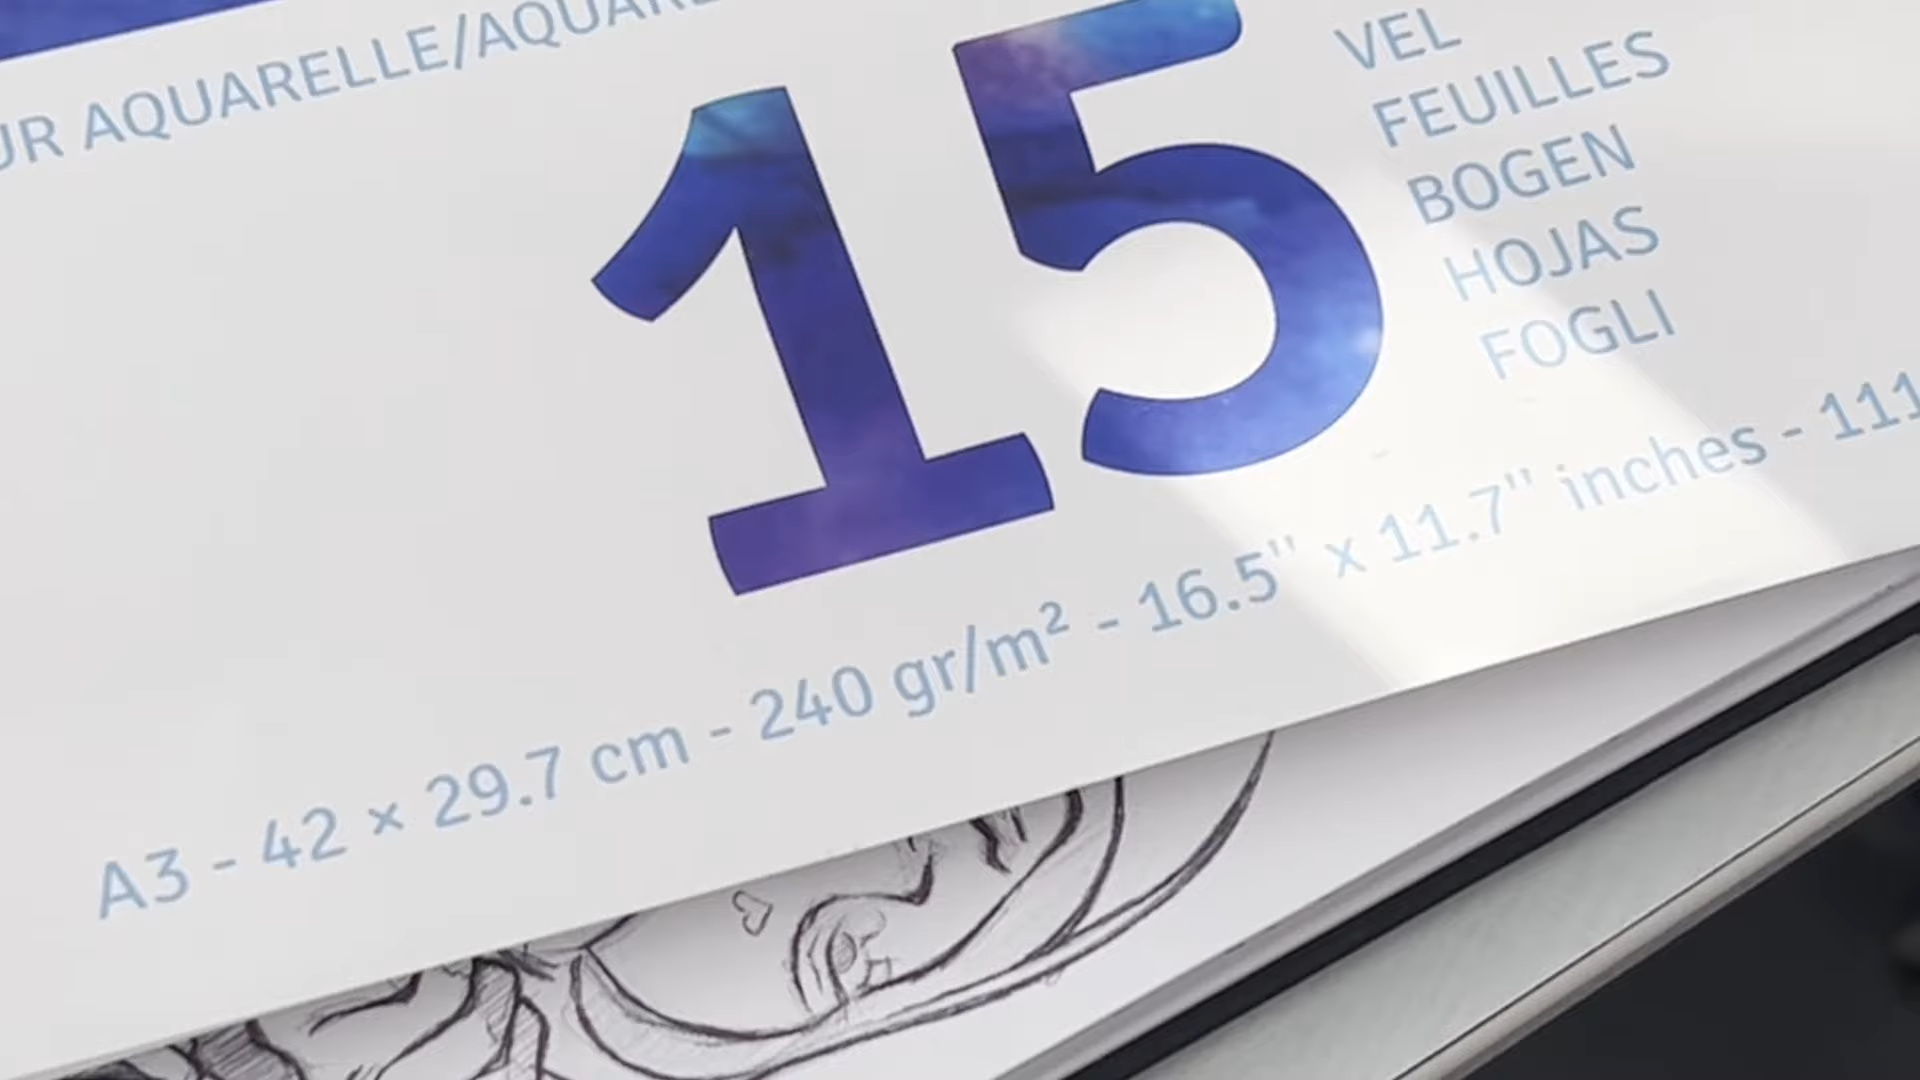 UR AQUARELLE/AQUARE
15
VEL
FEUILLES
BOGEN
HOJAS
FOGLI
A3 - 42 × 29.7 cm - 240 gr/m² - 16.5" x 11.7" inches - 111